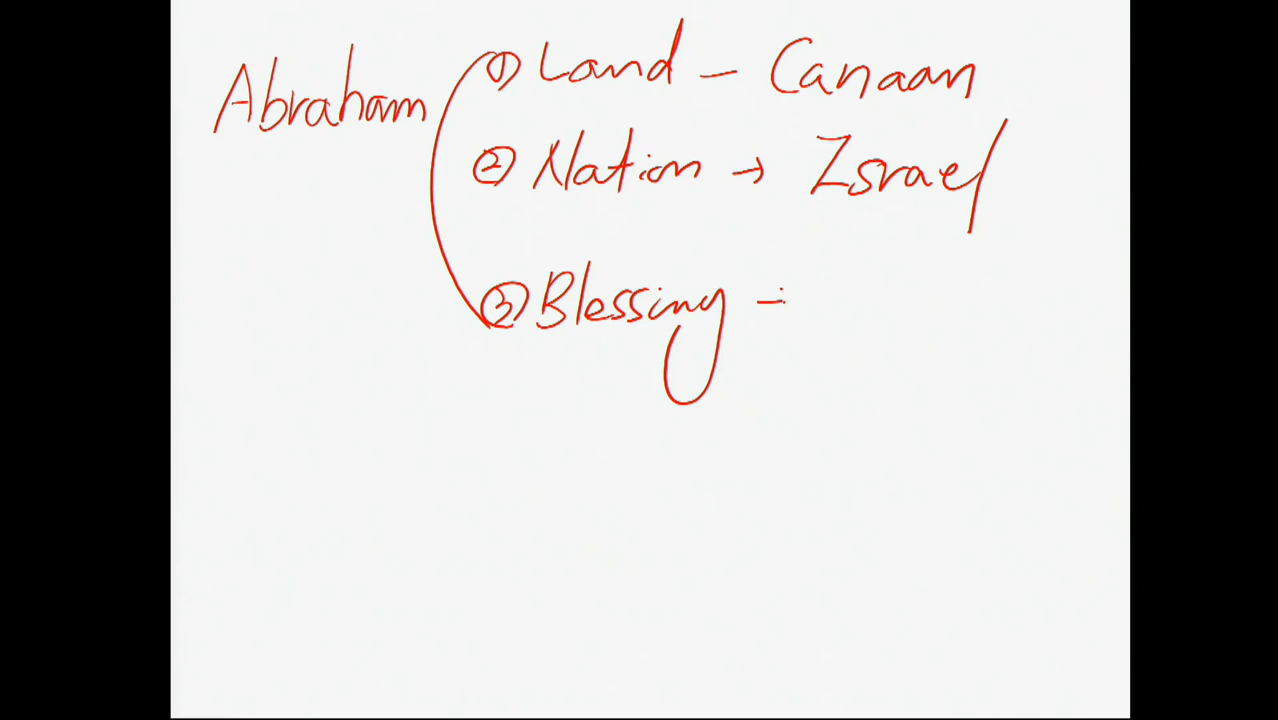 Abraham ① Land – Canaan
② Nation → Israel
③ Blessing –